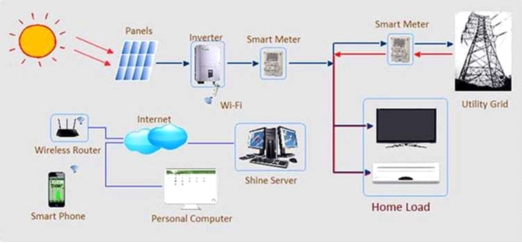 Panels
Inverter
Smart Meter
Smart Meter
Wi-Fi
Utility Grid
Internet
Wireless Router
Shine Server
Smart Phone
Personal Computer
Home Load